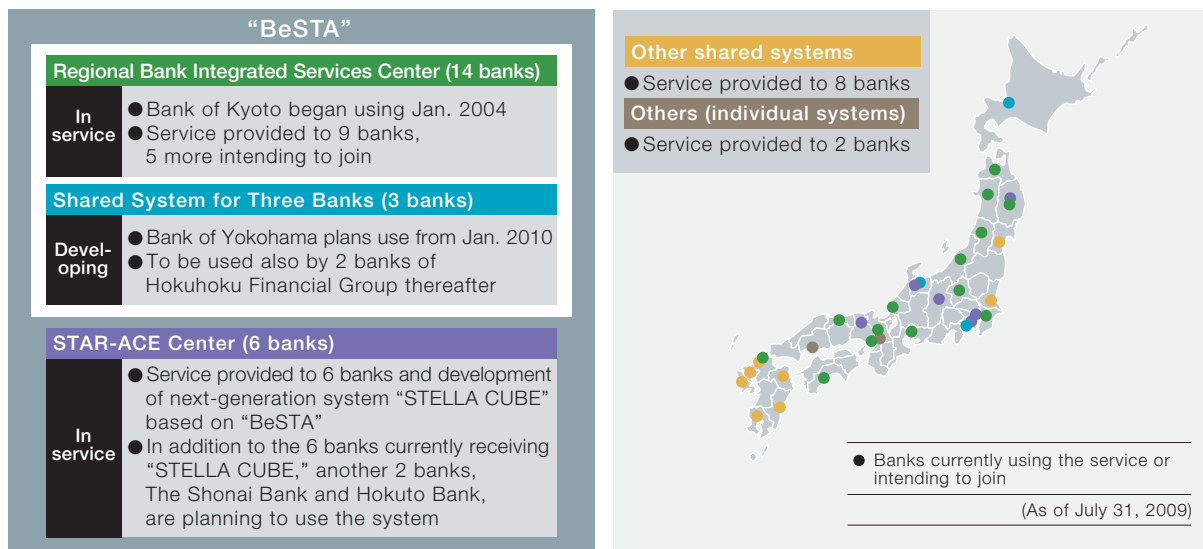 “BeSTA”
Regional Bank Integrated Services Center (14 banks)
In
service
● Bank of Kyoto began using Jan. 2004
● Service provided to 9 banks,
5 more intending to join
Shared System for Three Banks (3 banks)
Devel-
oping
● Bank of Yokohama plans use from Jan. 2010
● To be used also by 2 banks of
Hokuhoku Financial Group thereafter
STAR-ACE Center (6 banks)
In
service
● Service provided to 6 banks and development
of next-generation system “STELLA CUBE”
based on “BeSTA”
● In addition to the 6 banks currently receiving
“STELLA CUBE,” another 2 banks,
The Shonai Bank and Hokuto Bank,
are planning to use the system
Other shared systems
● Service provided to 8 banks
Others (individual systems)
● Service provided to 2 banks
● Banks currently using the service or
intending to join
(As of July 31, 2009)